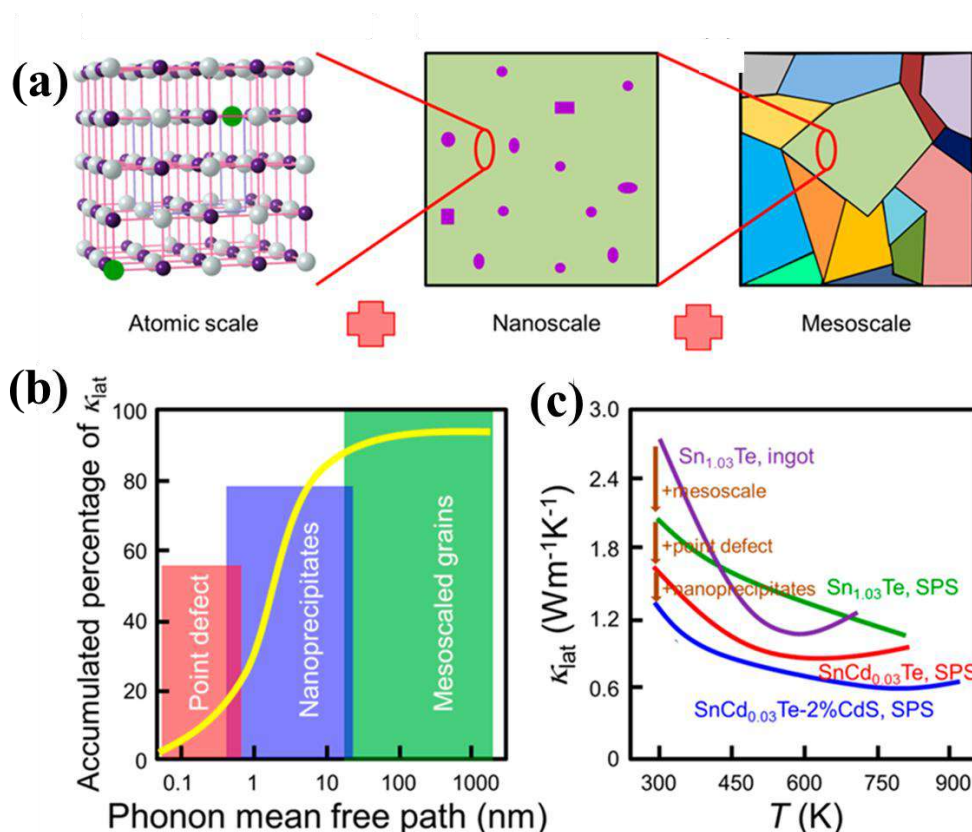 (a)
Atomic scale
Nanoscale
Mesoscale
(b)
Accumulated percentage of κlat
100
80
60
40
20
0
Point defect
Nanoprecipitates
Mesoscaled grains
0.1 1 10 100 1000
Phonon mean free path (nm)
(c)
κlat (Wm-1K-1)
3.0
2.4
1.8
1.2
0.6
0
Sn1.03Te, ingot
+mesoscale
+point defect
+nanoprecipitates
Sn1.03Te, SPS
SnCd0.03Te, SPS
SnCd0.03Te-2%CdS, SPS
300 450 600 750 900
T (K)